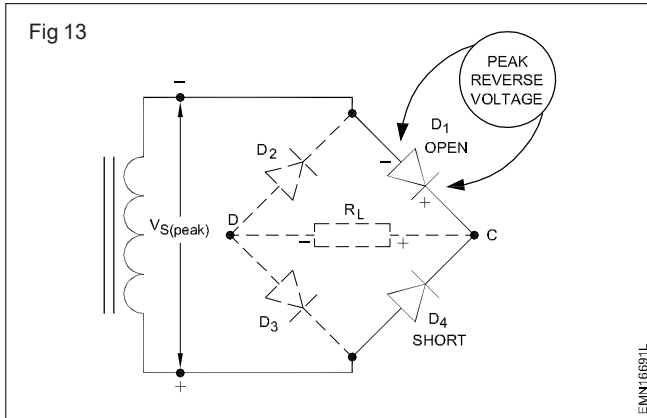 Fig 13
PEAK
REVERSE
VOLTAGE
–
D1
OPEN
–
D2
+
RL
D
VS(peak)
–
+
C
D3
D4
SHORT
+
EMN16691L